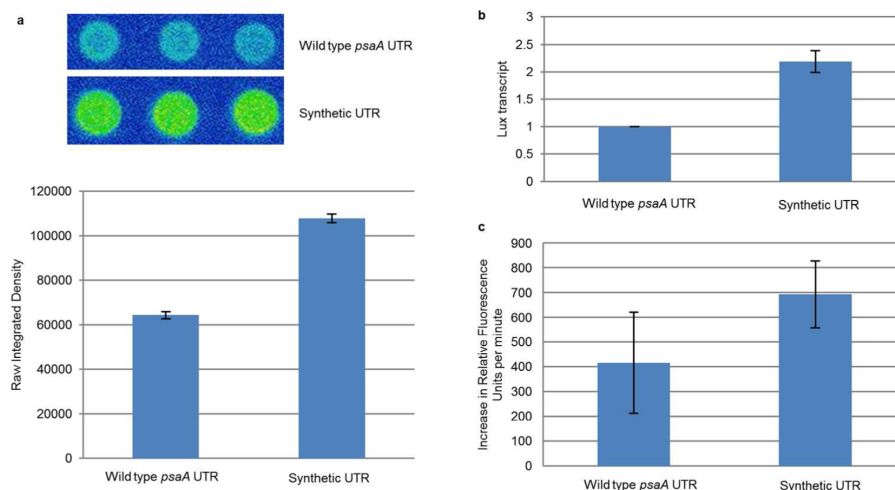 a
Wild type psaA UTR
Synthetic UTR
Raw Integrated Density
120000
100000
80000
60000
40000
20000
0
Wild type psaA UTR
Synthetic UTR
b
Lux transcript
3
2.5
2
1.5
1
0.5
0
Wild type psaA UTR
Synthetic UTR
c
Increase in Relative Fluorescence
Units per minute
900
800
700
600
500
400
300
200
100
0
Wild type psaA UTR
Synthetic UTR